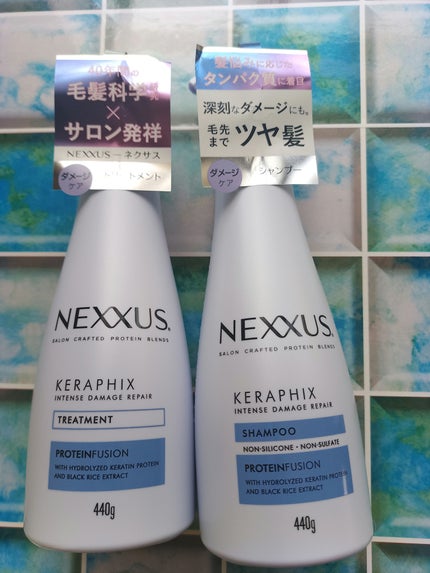 毛髪科学
×
サロン発祥
NEXXUS ーネクサス
ダメージ
ケア
トリートメント
NEXXUS.
SALON CRAFTED PROTEIN BLENDS
KERAPHIX
INTENSE DAMAGE REPAIR
TREATMENT
PROTEINFUSION
WITH HYDROLYZED KERATIN PROTEIN
AND BLACK RICE EXTRACT
440g
タンパク質に着目
深刻なダメージにも。
毛先
まで ツヤ髪
ダメージ
ケア
シャンプー
NEXXUS.
SALON CRAFTED PROTEIN BLENDS
KERAPHIX
INTENSE DAMAGE REPAIR
SHAMPOO
NON-SILICONE • NON-SULFATE
PROTEINFUSION
WITH HYDROLYZED KERATIN PROTEIN
AND BLACK RICE EXTRACT
440g